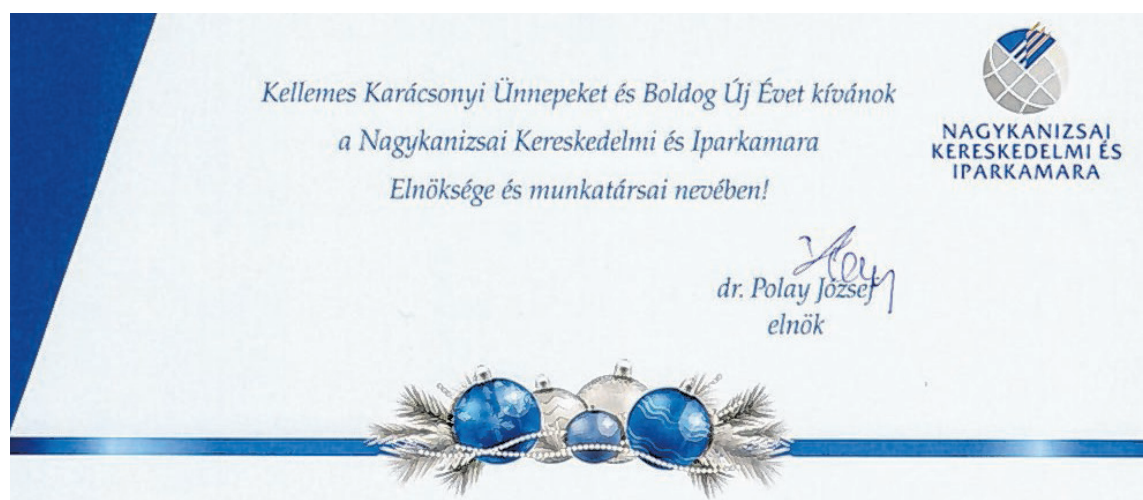 Kellemes Karácsonyi Ünnepeket és Boldog Új Évet kívánok
a Nagykanizsai Kereskedelmi és Iparkamara
Elnöksége és munkatársai nevében!
dr. Polay József
elnök
NAGYKANIZSAI
KERESKEDELMI ÉS
IPARKAMARA